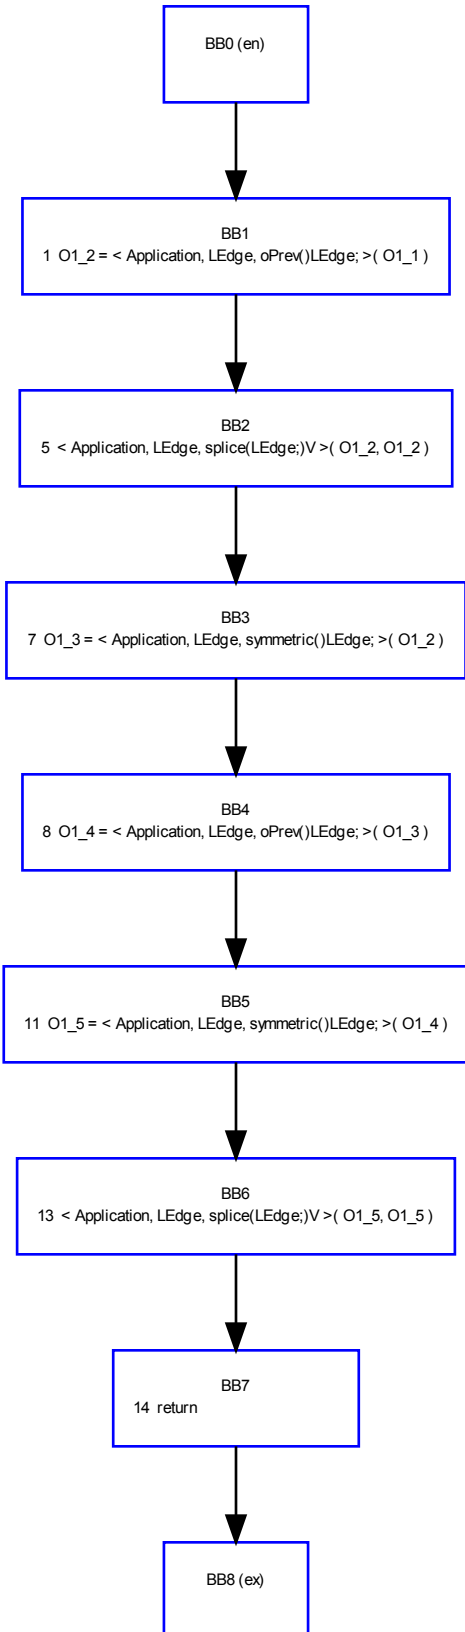 BB0 (en)
BB1
1 O1_2 = < Application, LEdge, oPrev()LEdge; >( O1_1 )
BB2
5 < Application, LEdge, splice(LEdge;)V >( O1_2, O1_2 )
BB3
7 O1_3 = < Application, LEdge, symmetric()LEdge; >( O1_2 )
BB4
8 O1_4 = < Application, LEdge, oPrev()LEdge; >( O1_3 )
BB5
11 O1_5 = < Application, LEdge, symmetric()LEdge; >( O1_4 )
BB6
13 < Application, LEdge, splice(LEdge;)V >( O1_5, O1_5 )
BB7
14 return
BB8 (ex)